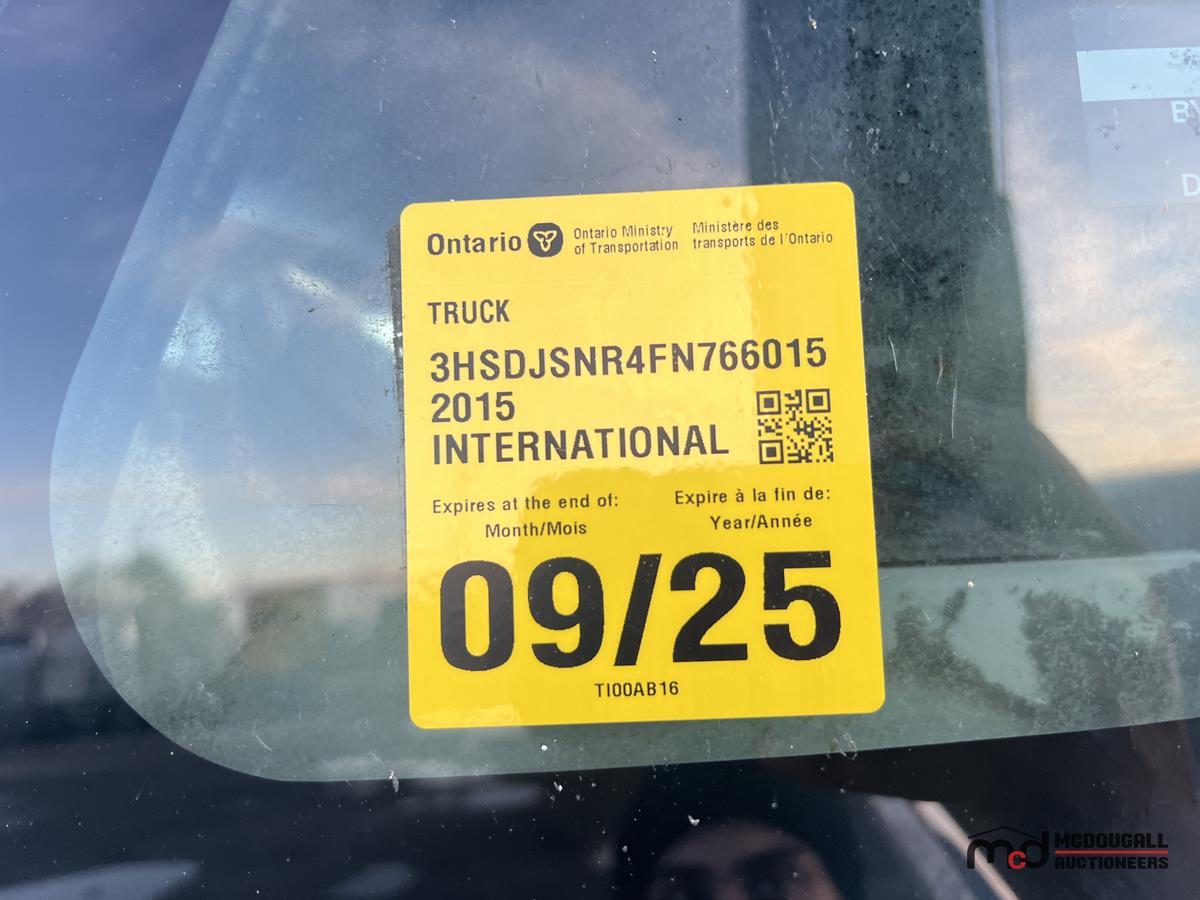 Ontario
Ontario Ministry
of Transportation
Ministère des
transports de l'Ontario
TRUCK
3HSDJSNR4FN766015
2015
INTERNATIONAL
Expires at the end of:
Month/Mois
Expire à la fin de:
Year/Année
09/25
TI00AB16
mcd MCDOUGALL
AUCTIONEERS